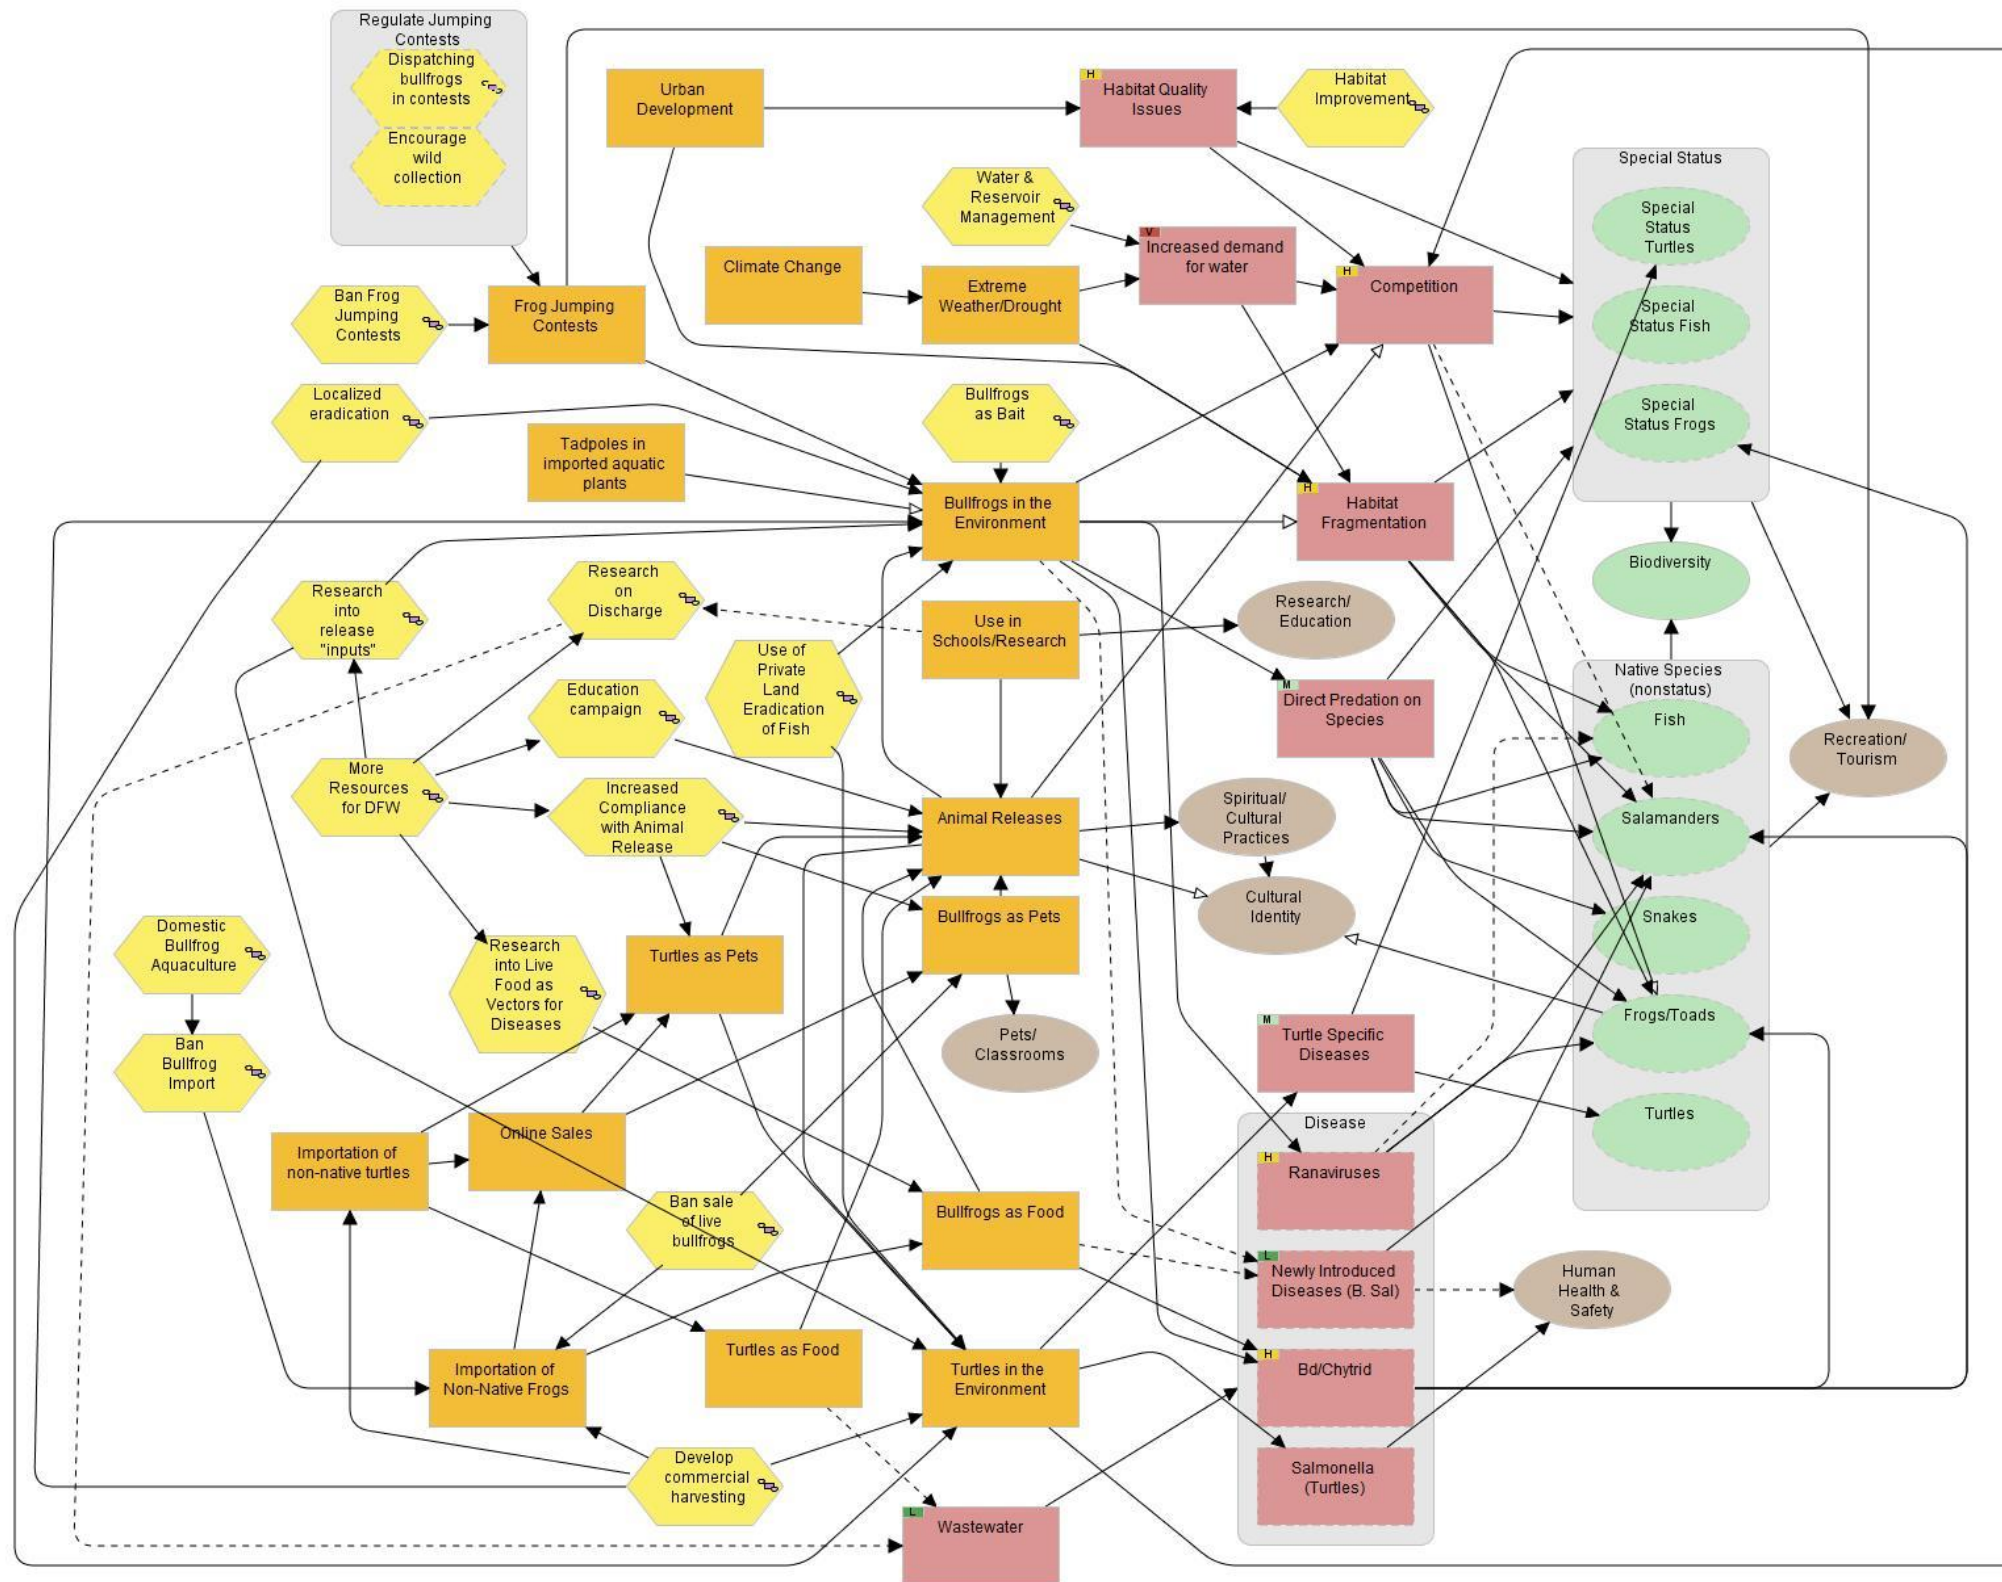 Regulate Jumping
Contests
Dispatching
bullfrogs
in contests
Encourage
wild
collection
Urban
Development
H
Habitat Quality
Issues
Habitat
Improvement
Special Status
Special
Status
Turtles
Special
Status Fish
Special
Status Frogs
Water &
Reservoir
Management
V
Increased demand
for water
Climate Change
Extreme
Weather/Drought
H
Competition
Ban Frog
Jumping
Contests
Frog Jumping
Contests
Localized
eradication
Bullfrogs
as Bait
Tadpoles in
imported aquatic
plants
Bullfrogs in the
Environment
H
Habitat
Fragmentation
Biodiversity
Research
into
release
"inputs"
Research
on
Discharge
Use in
Schools/Research
Research/
Education
Use of
Private
Land
Eradication
of Fish
Education
campaign
M
Direct Predation on
Species
Native Species
(nonstatus)
Fish
Salamanders
Snakes
Frogs/Toads
Turtles
Recreation/
Tourism
More
Resources
for DFW
Increased
Compliance
with Animal
Release
Animal Releases
Spiritual/
Cultural
Practices
Cultural
Identity
Bullfrogs as Pets
Domestic
Bullfrog
Aquaculture
Research
into Live
Food as
Vectors for
Diseases
Turtles as Pets
Pets/
Classrooms
M
Turtle Specific
Diseases
Ban
Bullfrog
Import
Importation of
non-native turtles
Online Sales
Disease
H
Ranaviruses
L
Newly Introduced
Diseases (B. Sal)
H
Bd/Chytrid
Salmonella
(Turtles)
Ban sale
of live
bullfrogs
Bullfrogs as Food
Human
Health &
Safety
Importation of
Non-Native Frogs
Turtles as Food
Turtles in the
Environment
Develop
commercial
harvesting
L
Wastewater